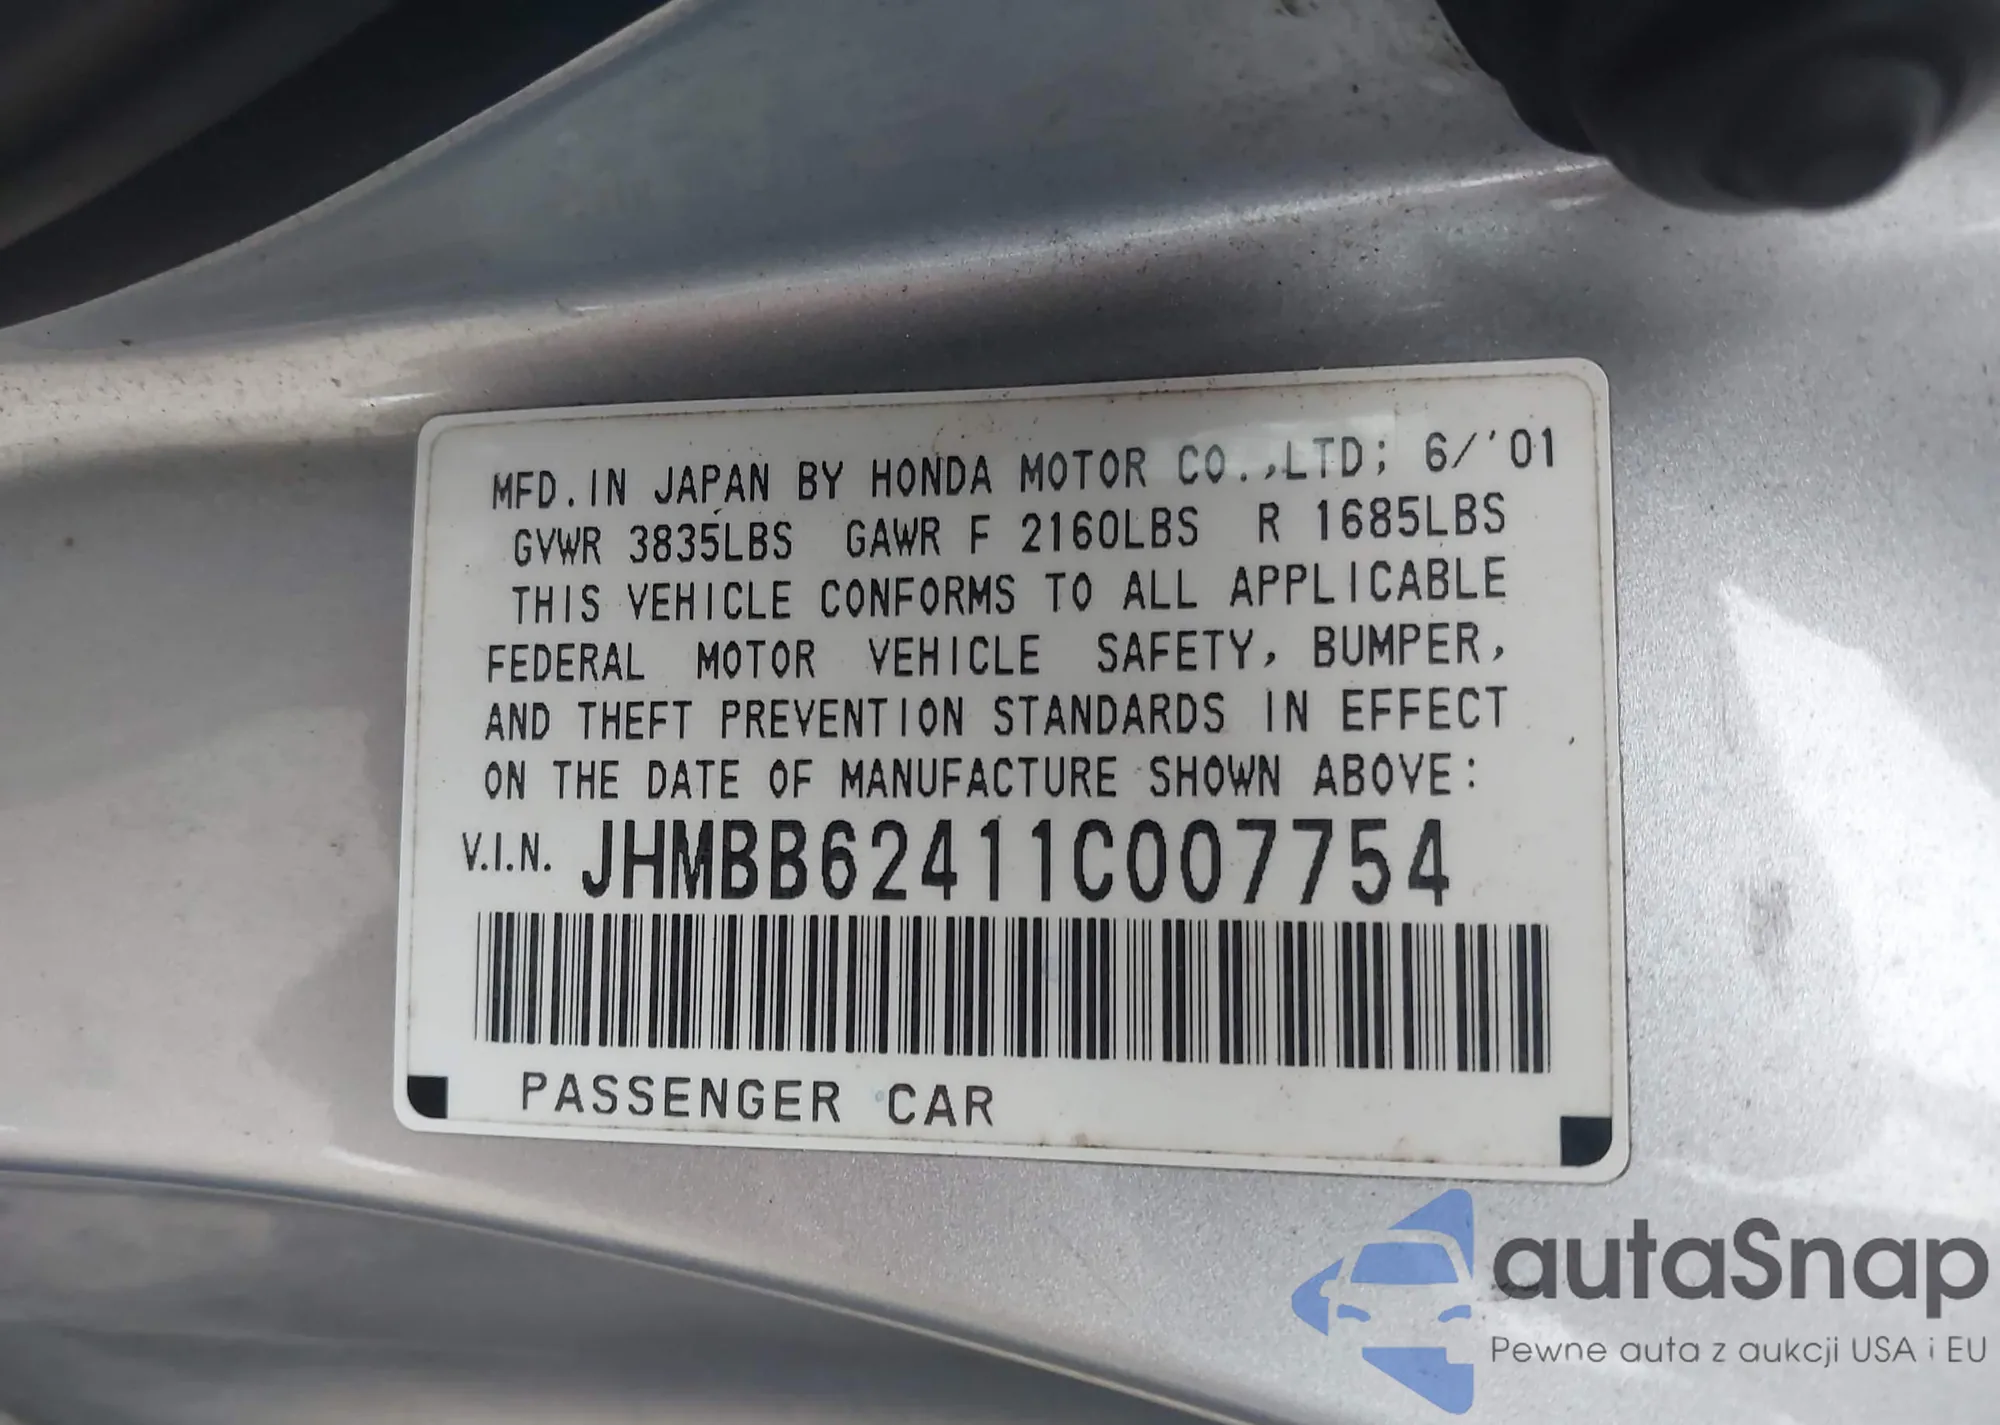 MFD.IN JAPAN BY HONDA MOTOR CO.,LTD; 6/'01
GVWR 3835LBS GAWR F 2160LBS R 1685LBS
THIS VEHICLE CONFORMS TO ALL APPLICABLE
FEDERAL MOTOR VEHICLE SAFETY, BUMPER,
AND THEFT PREVENTION STANDARDS IN EFFECT
ON THE DATE OF MANUFACTURE SHOWN ABOVE:
V.I.N. JHMBB62411C007754
PASSENGER CAR
autaSnap
Pewne auta z aukcji USA i EU